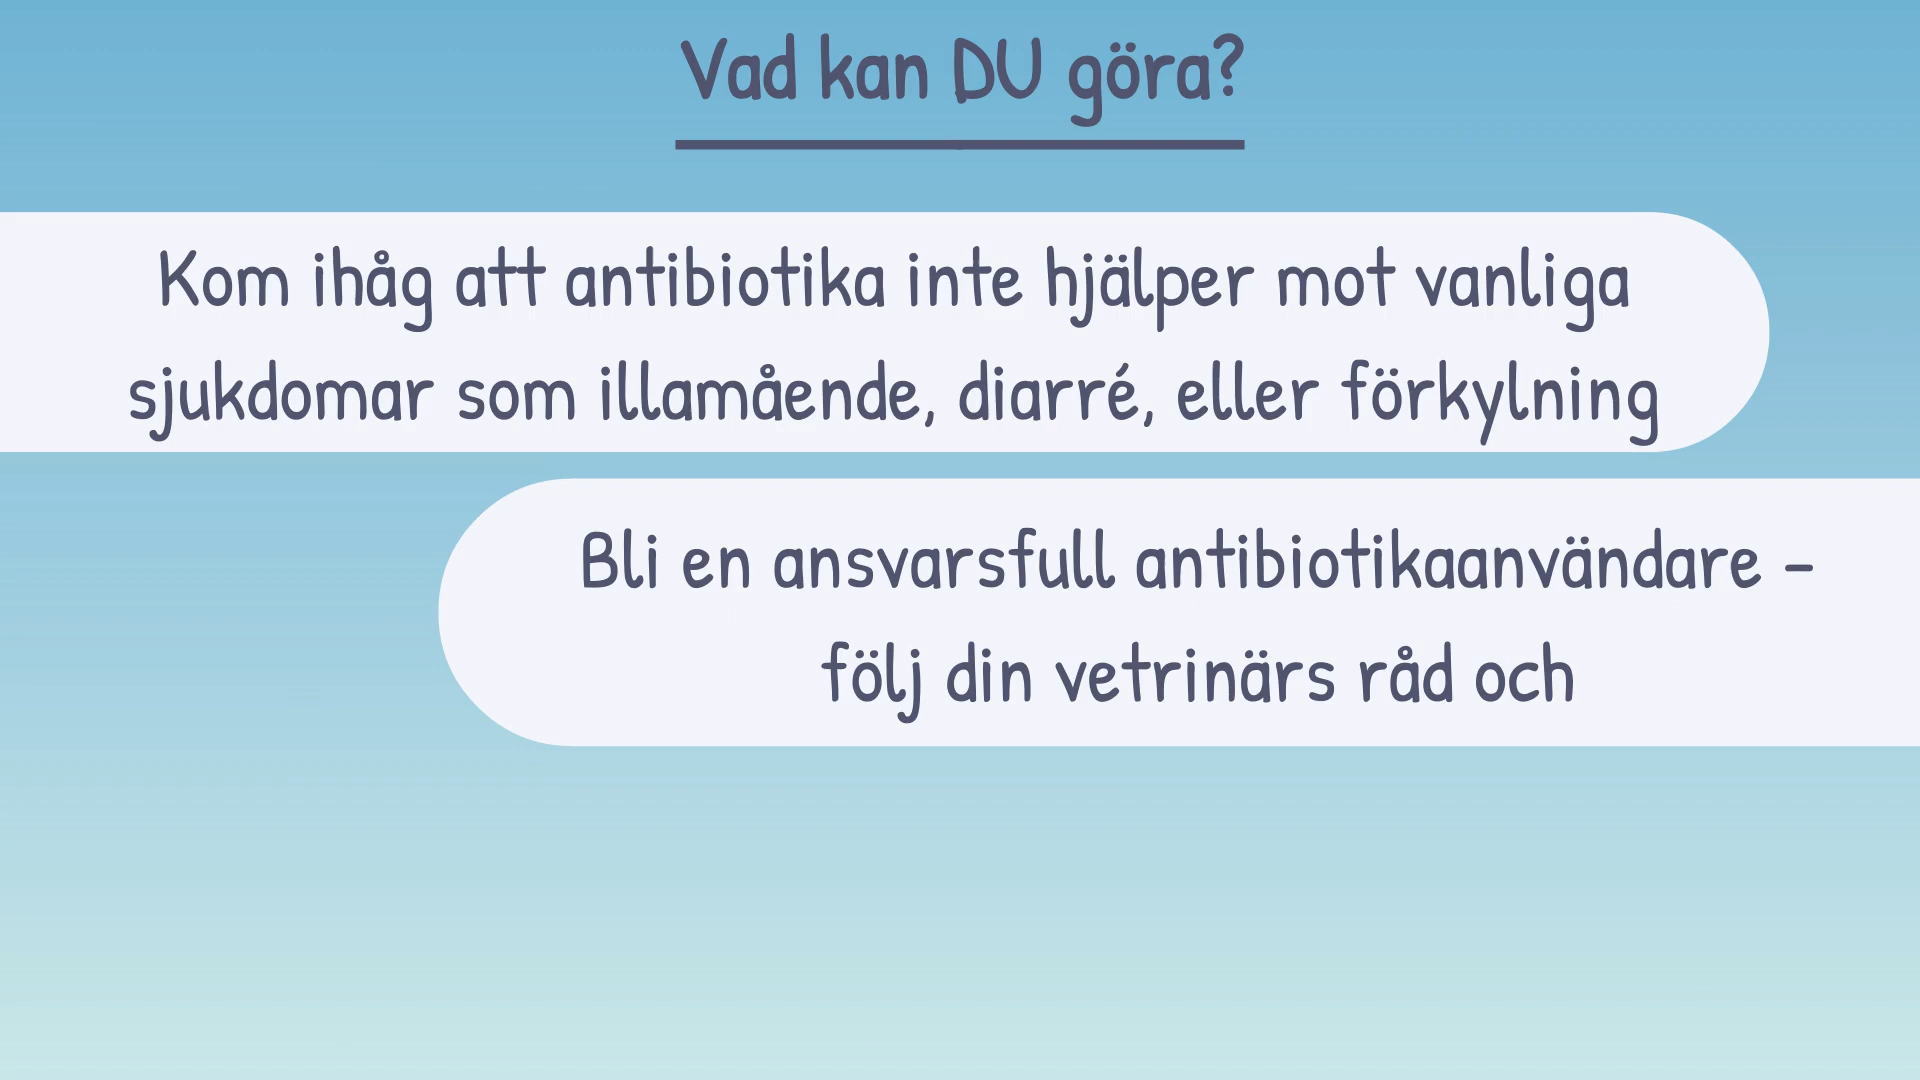 Vad kan DU göra?
Kom ihåg att antibiotika inte hjälper mot vanliga
sjukdomar som illamående, diarré, eller förkylning
Bli en ansvarsfull antibiotikaanvändare -
följ din vetrinärs råd och